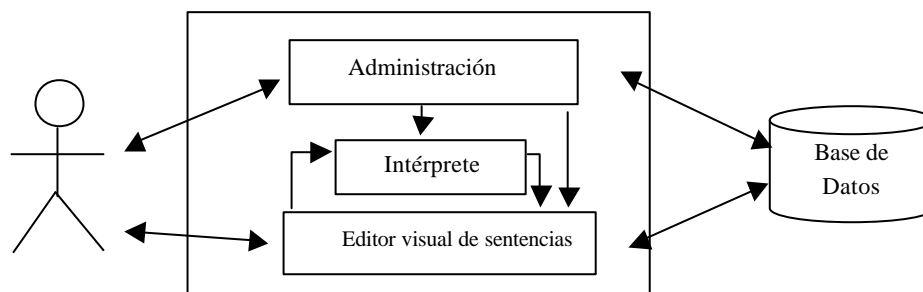 Administración
Intérprete
Base de
Datos
Editor visual de sentencias